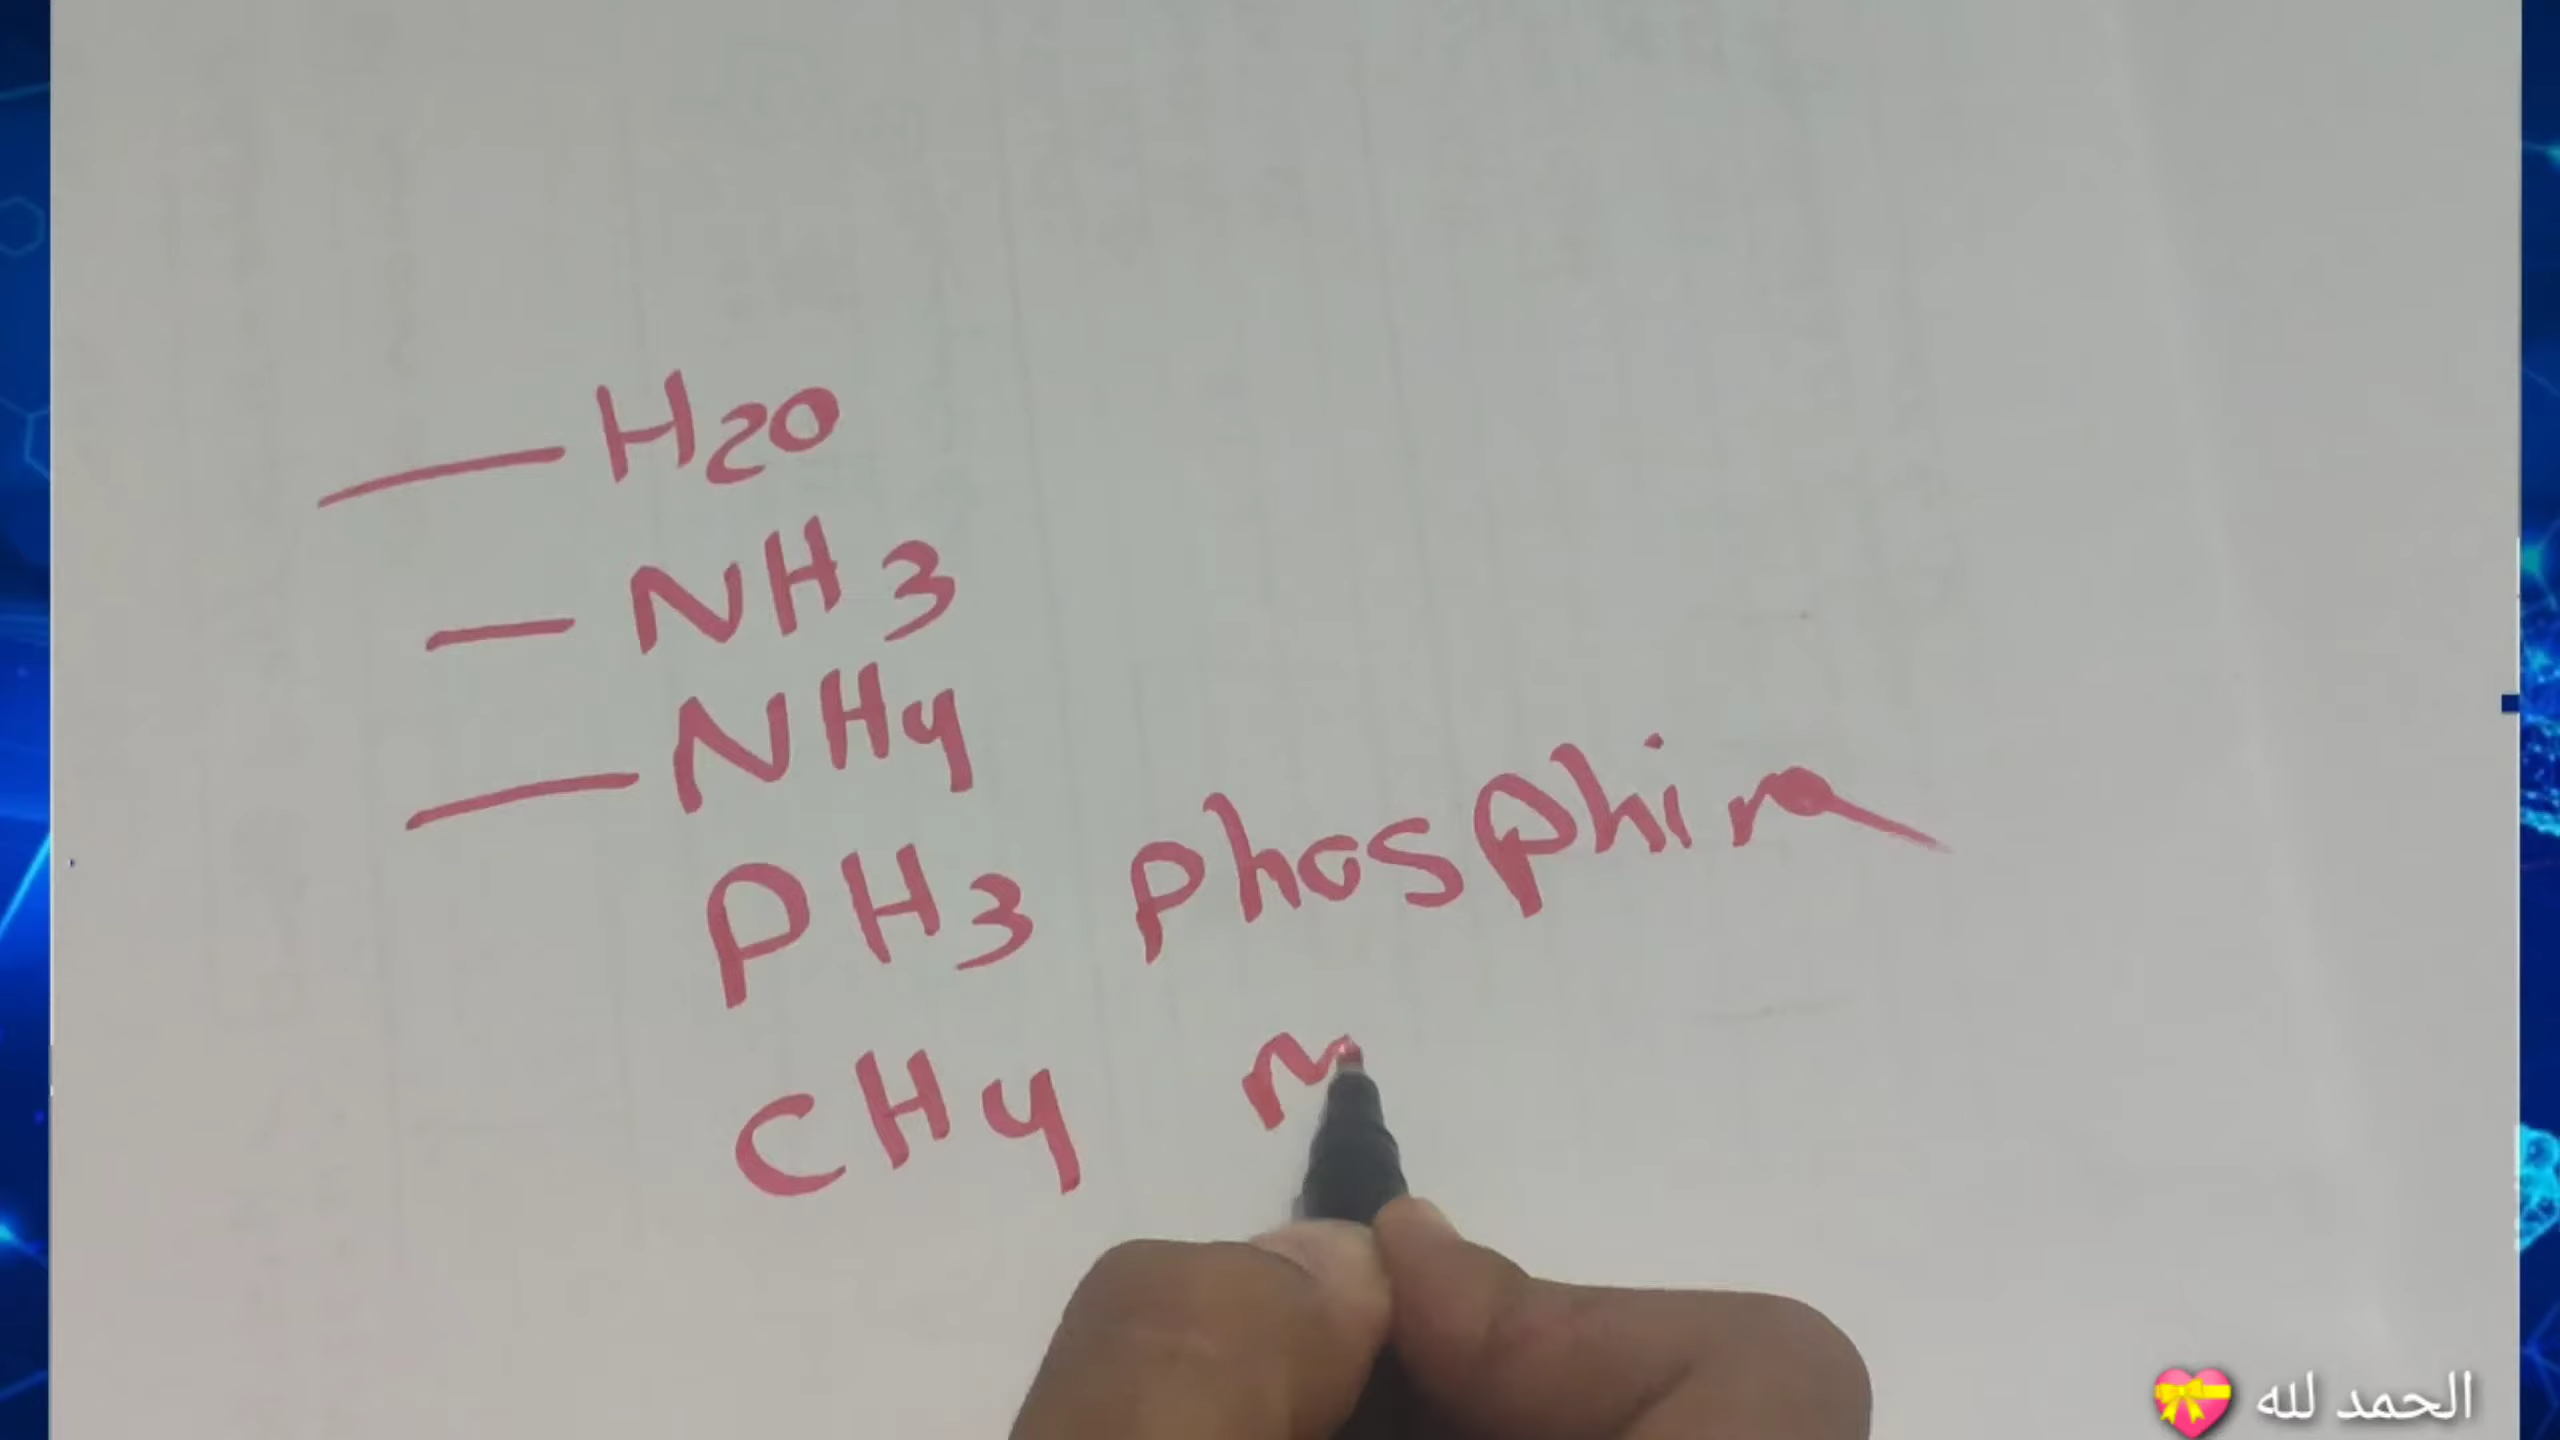 — H2O
— NH3
— NH4
PH3 phosphin
CH4 m
الحمد لله